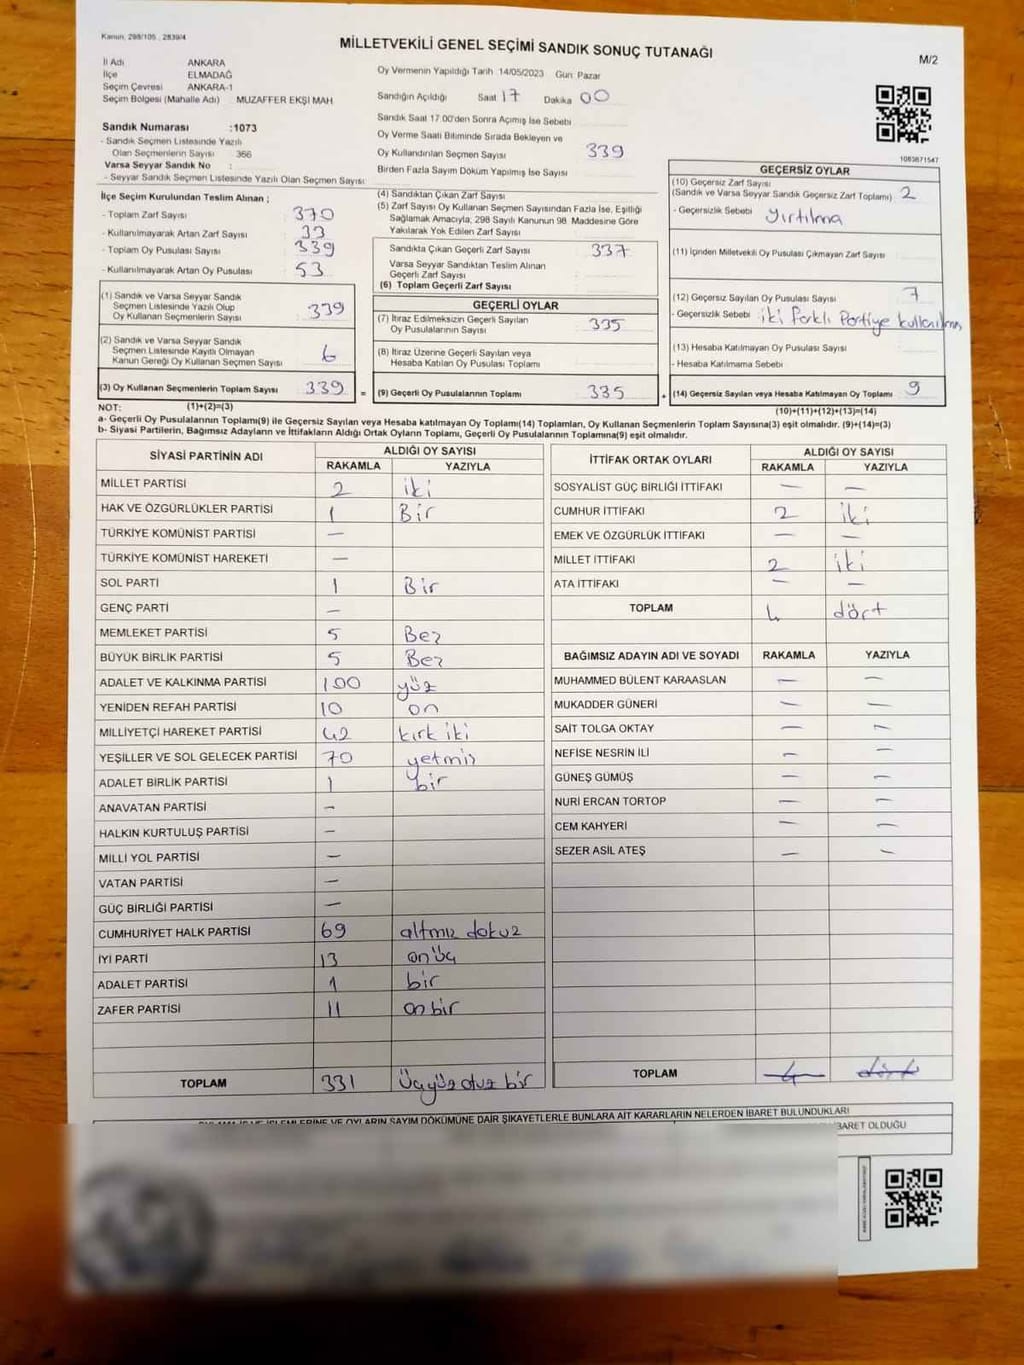 Kanun, 298/105 , 2839/4
MİLLETVEKİLİ GENEL SEÇİMİ SANDIK SONUÇ TUTANAĞI
M/2
İl Adı ANKARA
İlçe ELMADAĞ
Seçim Çevresi ANKARA-1
Seçim Bölgesi (Mahalle Adı) : MUZAFFER EKŞİ MAH
Oy Vermenin Yapıldığı Tarih 14/05/2023 Gün Pazar
Sandığın Açıldığı Saat 17 Dakika 00
Sandık Saat 17:00'den Sonra Açımış İse Sebebi
Oy Verme Saati Bitiminde Sırada Bekleyen ve
Oy Kullandırılan Seçmen Sayısı 339
Birden Fazla Sayım Döküm Yapılmış İse Sayısı
Sandık Numarası :1073
- Sandık Seçmen Listesinde Yazılı
Olan Seçmenlerin Sayısı 366
Varsa Seyyar Sandık No :
- Seyyar Sandık Seçmen Listesinde Yazılı Olan Seçmen Sayısı
1083871547
İlçe Seçim Kurulundan Teslim Alınan ;
- Toplam Zarf Sayısı : 370
- Kullanılmayarak Artan Zarf Sayısı : 33
- Toplam Oy Pusulası Sayısı : 339
- Kullanılmayarak Artan Oy Pusulası : 53
(4) Sandıktan Çıkan Zarf Sayısı
(5) Zarf Sayısı Oy Kullanan Seçmen Sayısından Fazla İse, Eşitliği
Sağlamak Amacıyla; 298 Sayılı Kanunun 98. Maddesine Göre
Yakılarak Yok Edilen Zarf Sayısı
Sandıkta Çıkan Geçerli Zarf Sayısı 337
Varsa Seyyar Sandıktan Teslim Alınan
Geçerli Zarf Sayısı
(6) Toplam Geçerli Zarf Sayısı
GEÇERSİZ OYLAR
(10) Geçersiz Zarf Sayısı
(Sandık ve Varsa Seyyar Sandık Geçersiz Zarf Toplamı) 2
- Geçersizlik Sebebi yırtılma
(11) İçinden Milletvekili Oy Pusulası Çıkmayan Zarf Sayısı
(12) Geçersiz Sayılan Oy Pusulası Sayısı 7
- Geçersizlik Sebebi iki farklı Partiye
(13) Hesaba Katılmayan Oy Pusulası Sayısı
- Hesaba Katılmama Sebebi
(14) Geçersiz Sayılan veya Hesaba Katılmayan Oy Toplamı 9
(10)+(11)+(12)+(13)=(14)
(1) Sandık ve Varsa Seyyar Sandık
Seçmen Listesinde Yazılı Olup
Oy Kullanan Seçmenlerin Sayısı 339
(2) Sandık ve Varsa Seyyar Sandık
Seçmen Listesinde Kayıtlı Olmayan
Kanun Gereği Oy Kullanan Seçmen Sayısı 6
(3) Oy Kullanan Seçmenlerin Toplam Sayısı 339 =
(1)+(2)=(3)
GEÇERLİ OYLAR
(7) İtiraz Edilmeksizin Geçerli Sayılan
Oy Pusulalarının Sayısı 335
(8) İtiraz Üzerine Geçerli Sayılan veya
Hesaba Katılan Oy Pusulası Toplamı
(9) Geçerli Oy Pusulalarının Toplamı 335 +
NOT:
a- Geçerli Oy Pusulalarının Toplamı(9) ile Geçersiz Sayılan veya Hesaba katılmayan Oy Toplamı(14) Toplamları, Oy Kullanan Seçmenlerin Toplam Sayısına(3) eşit olmalıdır. (9)+(14)=(3)
b- Siyasi Partilerin, Bağımsız Adayların ve İttifakların Aldığı Ortak Oyların Toplamı, Geçerli Oy Pusulalarının Toplamına(9) eşit olmalıdır.
SİYASİ PARTİNİN ADI ALDIĞI OY SAYISI
RAKAMLA YAZIYLA
MİLLET PARTİSİ 2 iki
HAK VE ÖZGÜRLÜKLER PARTİSİ 1 Bir
TÜRKİYE KOMÜNİST PARTİSİ —
TÜRKİYE KOMÜNİST HAREKETİ —
SOL PARTİ 1 Bir
GENÇ PARTİ —
MEMLEKET PARTİSİ 5 Beş
BÜYÜK BİRLİK PARTİSİ 5 Beş
ADALET VE KALKINMA PARTİSİ 100 yüz
YENİDEN REFAH PARTİSİ 10 on
MİLLİYETÇİ HAREKET PARTİSİ 42 kırk iki
YEŞİLLER VE SOL GELECEK PARTİSİ 70 yetmiş
ADALET BİRLİK PARTİSİ 1 bir
ANAVATAN PARTİSİ —
HALKIN KURTULUŞ PARTİSİ —
MİLLİ YOL PARTİSİ —
VATAN PARTİSİ —
GÜÇ BİRLİĞİ PARTİSİ —
CUMHURİYET HALK PARTİSİ 69 altmış dokuz
İYİ PARTİ 13 onüç
ADALET PARTİSİ 1 bir
ZAFER PARTİSİ 11 on bir
TOPLAM 331 Üçyüz otuz bir
İTTİFAK ORTAK OYLARI ALDIĞI OY SAYISI
RAKAMLA YAZIYLA
SOSYALİST GÜÇ BİRLİĞİ İTTİFAKI — —
CUMHUR İTTİFAKI 2 iki
EMEK VE ÖZGÜRLÜK İTTİFAKI — —
MİLLET İTTİFAKI 2 iki
ATA İTTİFAKI — —
TOPLAM 4 dört
BAĞIMSIZ ADAYIN ADI VE SOYADI RAKAMLA YAZIYLA
MUHAMMED BÜLENT KARAASLAN — —
MUKADDER GÜNERİ — —
SAİT TOLGA OKTAY — —
NEFİSE NESRİN İLİ — —
GÜNEŞ GÜMÜŞ — —
NURİ ERCAN TORTOP — —
CEM KAHYERİ — —
SEZER ASİL ATEŞ — —
TOPLAM 4 dört
OYLARIN SAYIM DÖKÜMÜNE DAİR ŞİKAYETLERLE BUNLARA AİT KARARLARIN NELERDEN İBARET BULUNDUKLARI
İBARET OLDUĞU